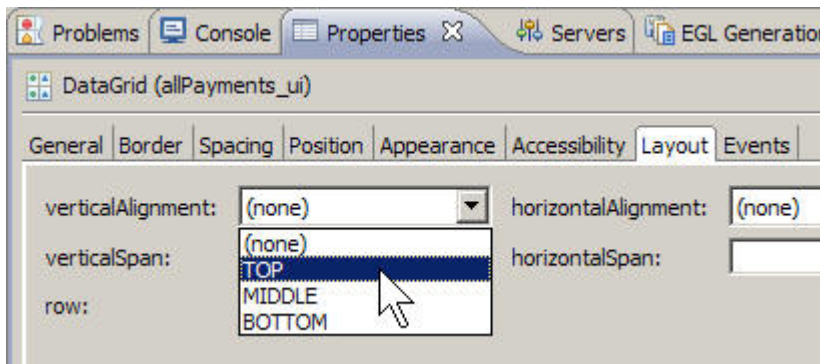 Problems Console Properties Servers EGL Generation
DataGrid (allPayments_ui)
General Border Spacing Position Appearance Accessibility Layout Events
verticalAlignment: (none) horizontalAlignment: (none)
(none)
verticalSpan: TOP horizontalSpan:
MIDDLE
row:
BOTTOM